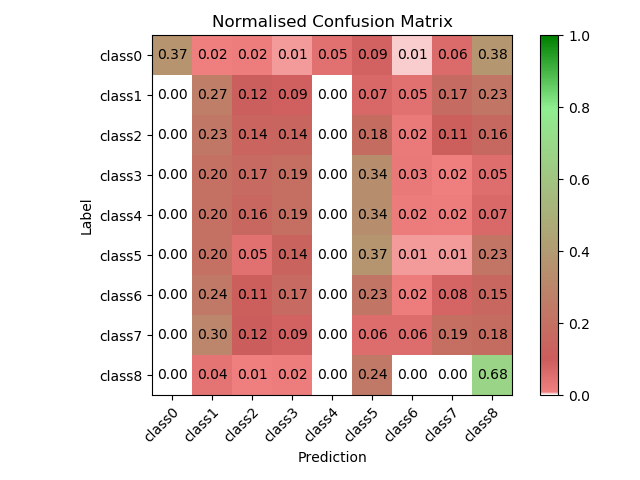 Normalised Confusion Matrix
class0 0.37 0.02 0.02 0.01 0.05 0.09 0.01 0.06 0.38
class1 0.00 0.27 0.12 0.09 0.00 0.07 0.05 0.17 0.23
class2 0.00 0.23 0.14 0.14 0.00 0.18 0.02 0.11 0.16
class3 0.00 0.20 0.17 0.19 0.00 0.34 0.03 0.02 0.05
class4 0.00 0.20 0.16 0.19 0.00 0.34 0.02 0.02 0.07
class5 0.00 0.20 0.05 0.14 0.00 0.37 0.01 0.01 0.23
class6 0.00 0.24 0.11 0.17 0.00 0.23 0.02 0.08 0.15
class7 0.00 0.30 0.12 0.09 0.00 0.06 0.06 0.19 0.18
class8 0.00 0.04 0.01 0.02 0.00 0.24 0.00 0.00 0.68
class0 class1 class2 class3 class4 class5 class6 class7 class8
Label
Prediction
1.0
0.8
0.6
0.4
0.2
0.0